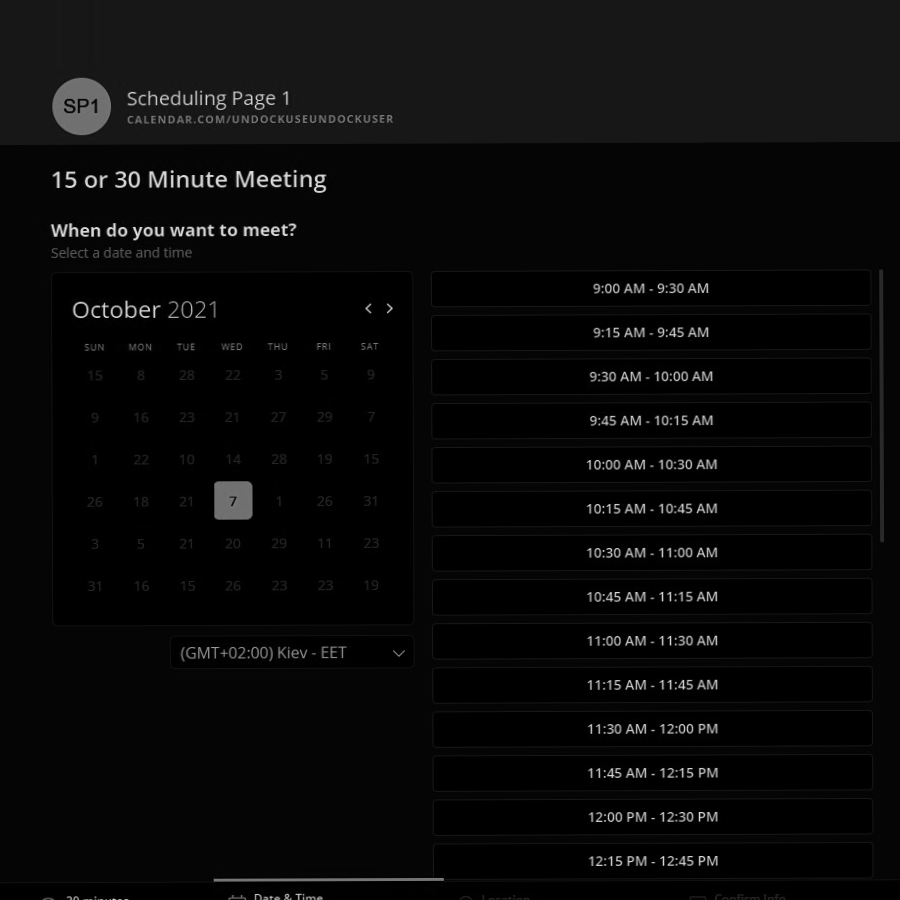 SP1
Scheduling Page 1
CALENDAR.COM/UNDOCKUSEUNDOCKUSER
15 or 30 Minute Meeting
When do you want to meet?
Select a date and time
October 2021
SUN MON TUE WED THU FRI SAT
15 8 28 22 3 5 9
9 16 23 21 27 29 7
1 22 10 14 28 19 15
26 18 21 7 1 26 31
3 5 21 20 29 11 23
31 16 15 26 23 23 19
(GMT+02:00) Kiev - EET
9:00 AM - 9:30 AM
9:15 AM - 9:45 AM
9:30 AM - 10:00 AM
9:45 AM - 10:15 AM
10:00 AM - 10:30 AM
10:15 AM - 10:45 AM
10:30 AM - 11:00 AM
10:45 AM - 11:15 AM
11:00 AM - 11:30 AM
11:15 AM - 11:45 AM
11:30 AM - 12:00 PM
11:45 AM - 12:15 PM
12:00 PM - 12:30 PM
12:15 PM - 12:45 PM
minutes Date & Time Location Confirm Info